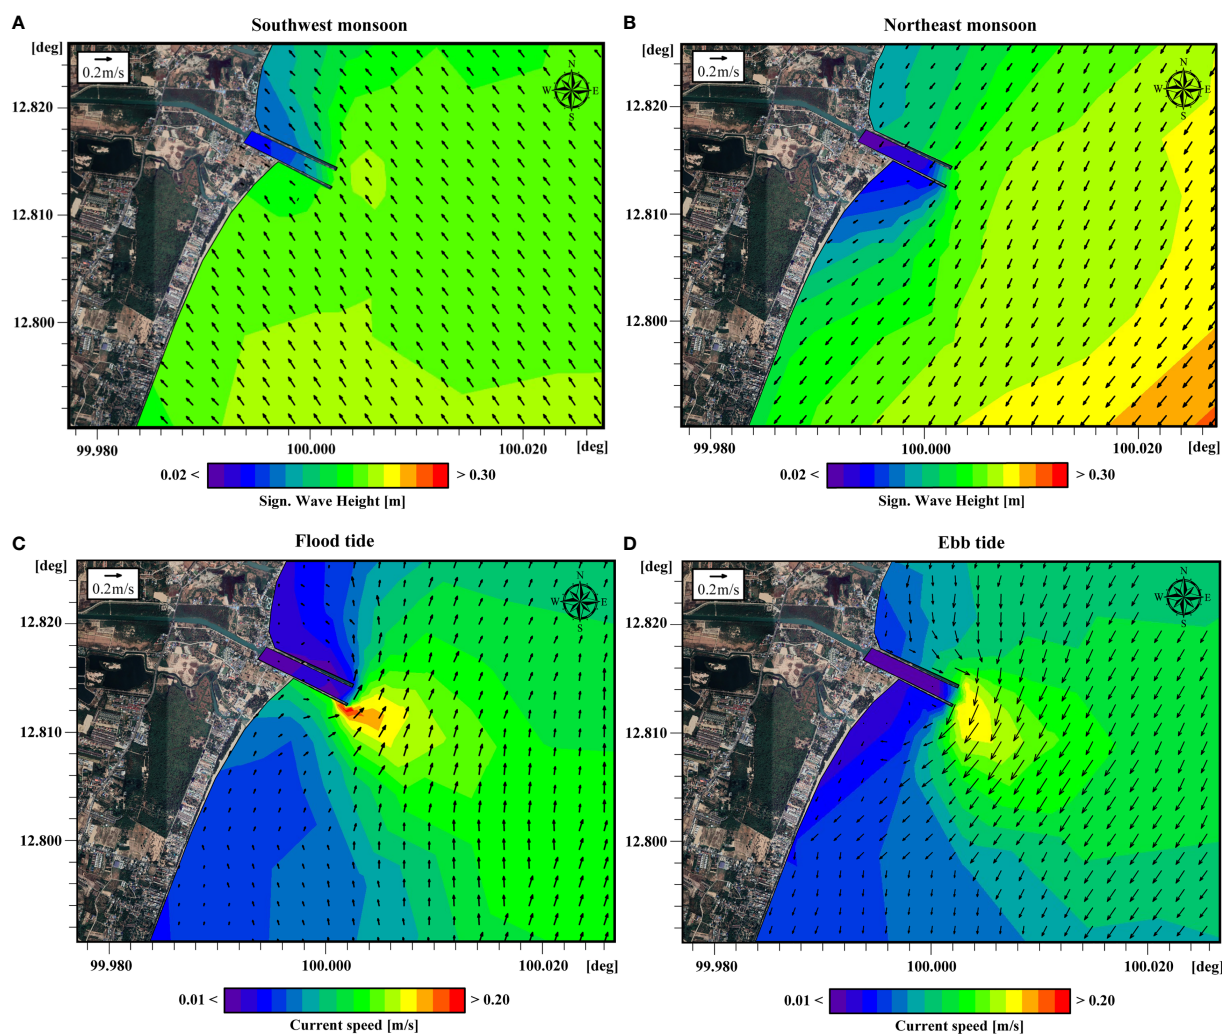 A
Southwest monsoon
[deg]
0.2m/s
N
W E
S
12.820
12.810
12.800
99.980 100.000 100.020 [deg]
0.02 < > 0.30
Sign. Wave Height [m]
B
Northeast monsoon
[deg]
0.2m/s
N
W E
S
12.820
12.810
12.800
99.980 100.000 100.020 [deg]
0.02 < > 0.30
Sign. Wave Height [m]
C
Flood tide
[deg]
0.2m/s
N
W E
S
12.820
12.810
12.800
99.980 100.000 100.020 [deg]
0.01 < > 0.20
Current speed [m/s]
D
Ebb tide
[deg]
0.2m/s
N
W E
S
12.820
12.810
12.800
99.980 100.000 100.020 [deg]
0.01 < > 0.20
Current speed [m/s]